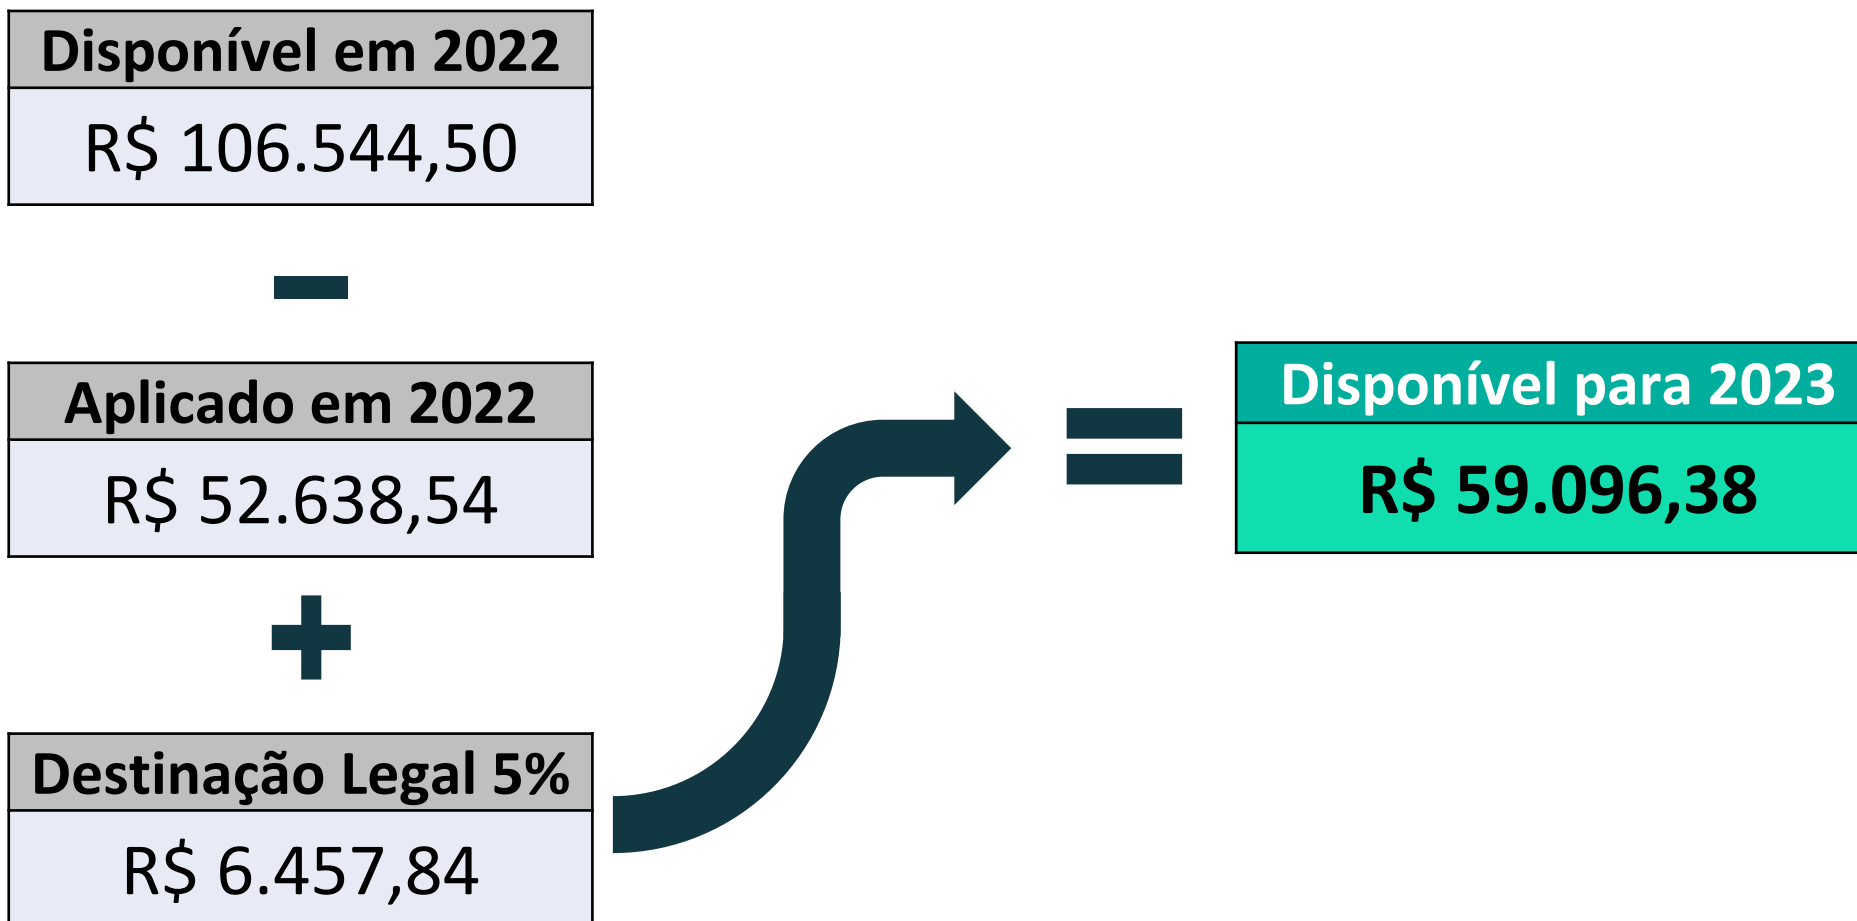 Disponível em 2022
R$ 106.544,50
-
Aplicado em 2022
R$ 52.638,54
+
Destinação Legal 5%
R$ 6.457,84
=
Disponível para 2023
R$ 59.096,38